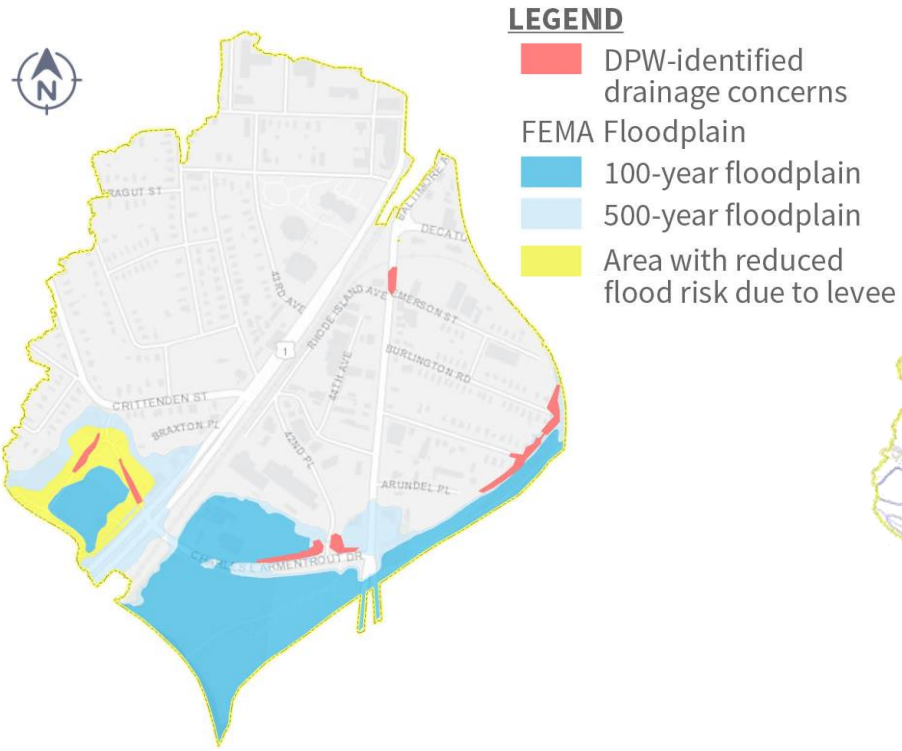 LEGEND
DPW-identified
drainage concerns
FEMA Floodplain
100-year floodplain
500-year floodplain
Area with reduced
flood risk due to levee
N
RAGUT ST
BALTIMORE A
DECATU
43RD AVE
RHODE ISLAND AVE
EMERSON ST
1
44TH AVE
BURLINGTON RD
CRITTENDEN ST
BRAXTON PL
42ND PL
ARUNDEL PL
CHARLES L ARMENTROUT DR